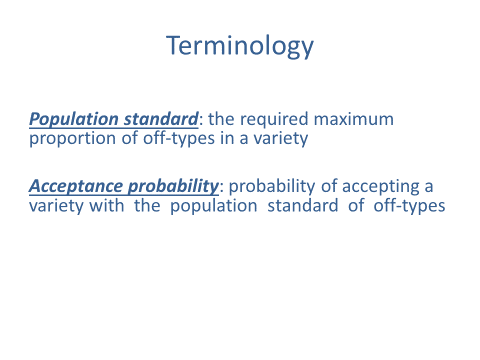 Terminology
Population standard: the required maximum
proportion of off-types in a variety
Acceptance probability: probability of accepting a
variety with the population standard of off-types